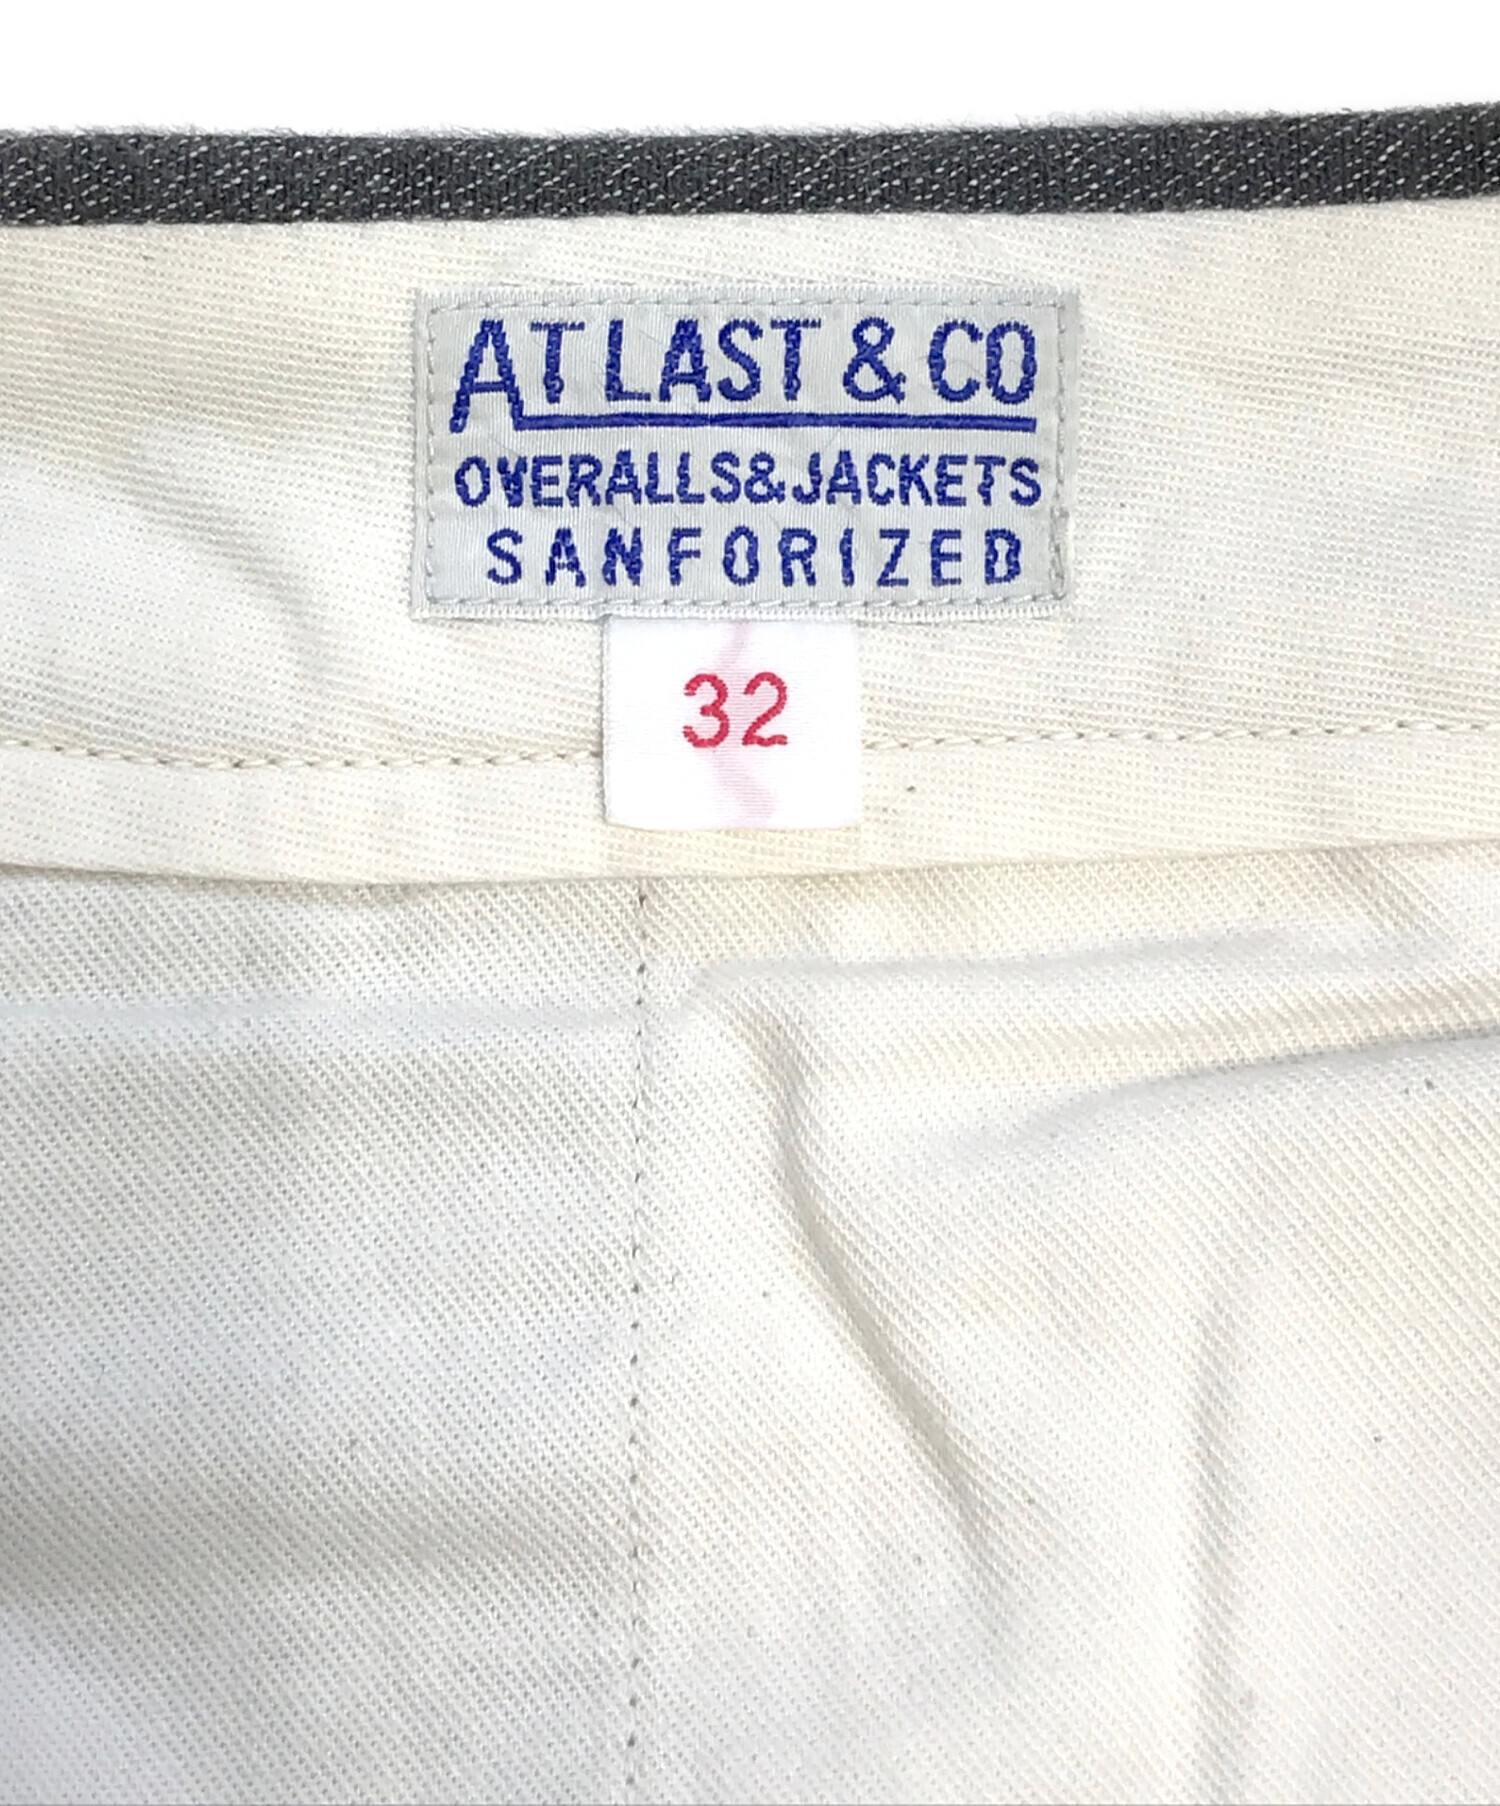 AT LAST & CO
OVERALLS&JACKETS
SANFORIZED
32